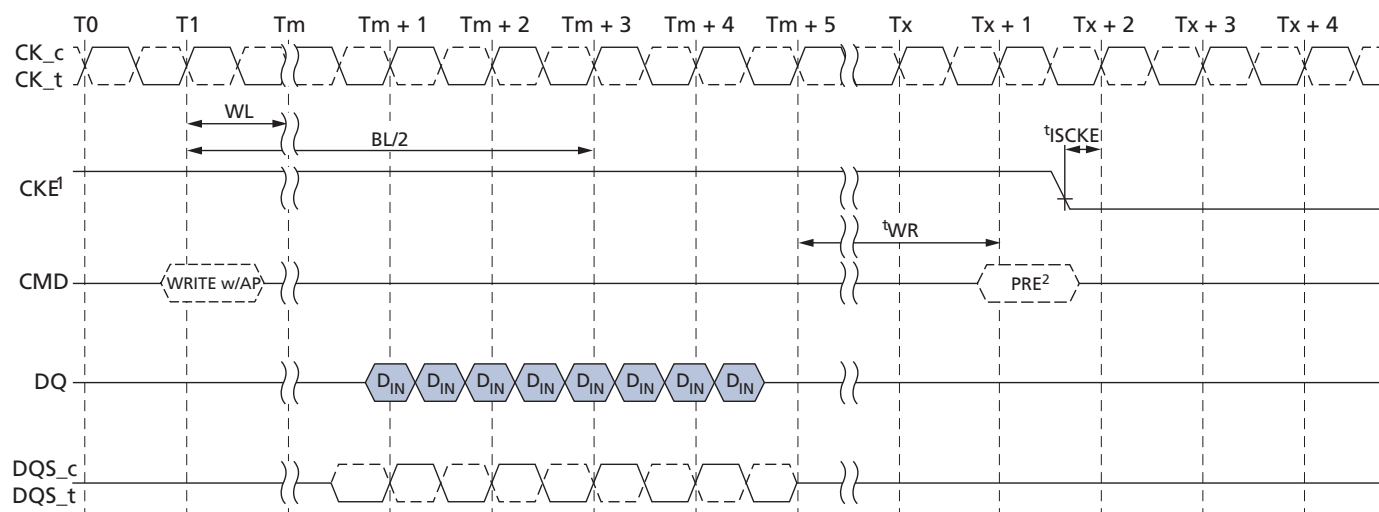 T0 T1 Tm Tm + 1 Tm + 2 Tm + 3 Tm + 4 Tm + 5 Tx Tx + 1 Tx + 2 Tx + 3 Tx + 4
CK_c
CK_t
WL
BL/2
tISCKE
CKE1
tWR
CMD WRITE w/AP PRE2
DQ DIN DIN DIN DIN DIN DIN DIN DIN
DQS_c
DQS_t